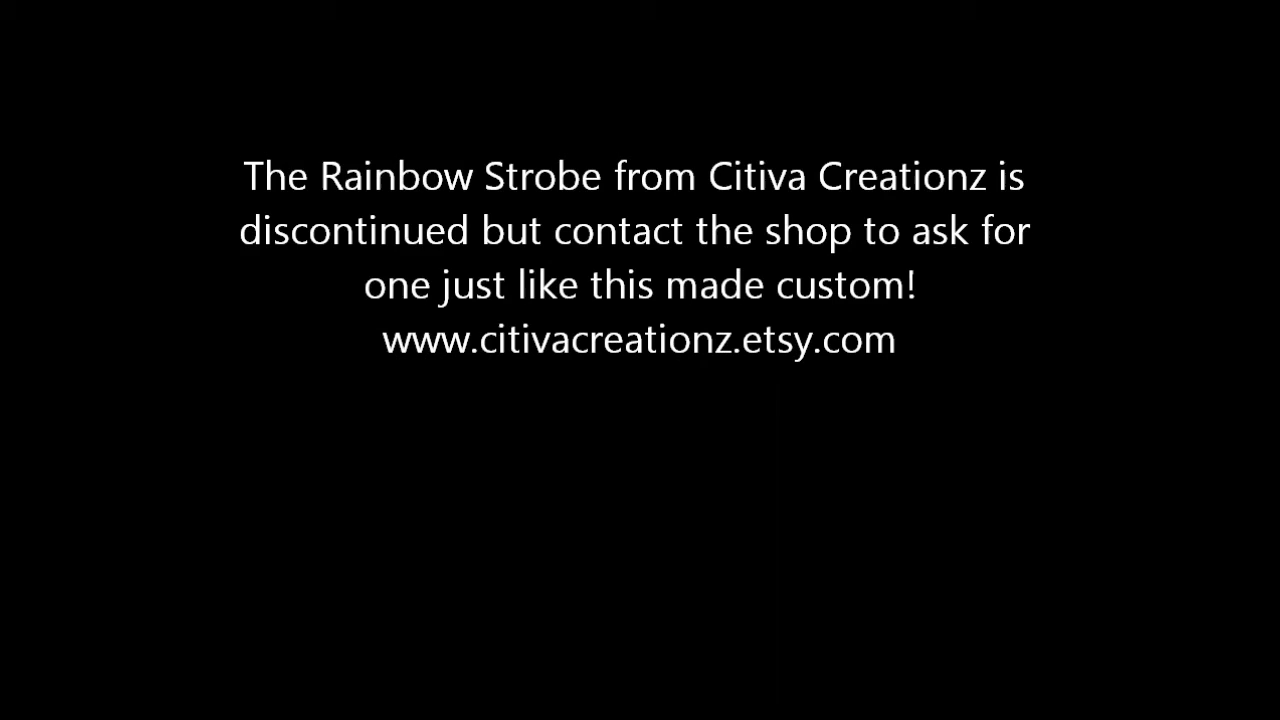 The Rainbow Strobe from Citiva Creationz is
discontinued but contact the shop to ask for
one just like this made custom!
www.citivacreationz.etsy.com